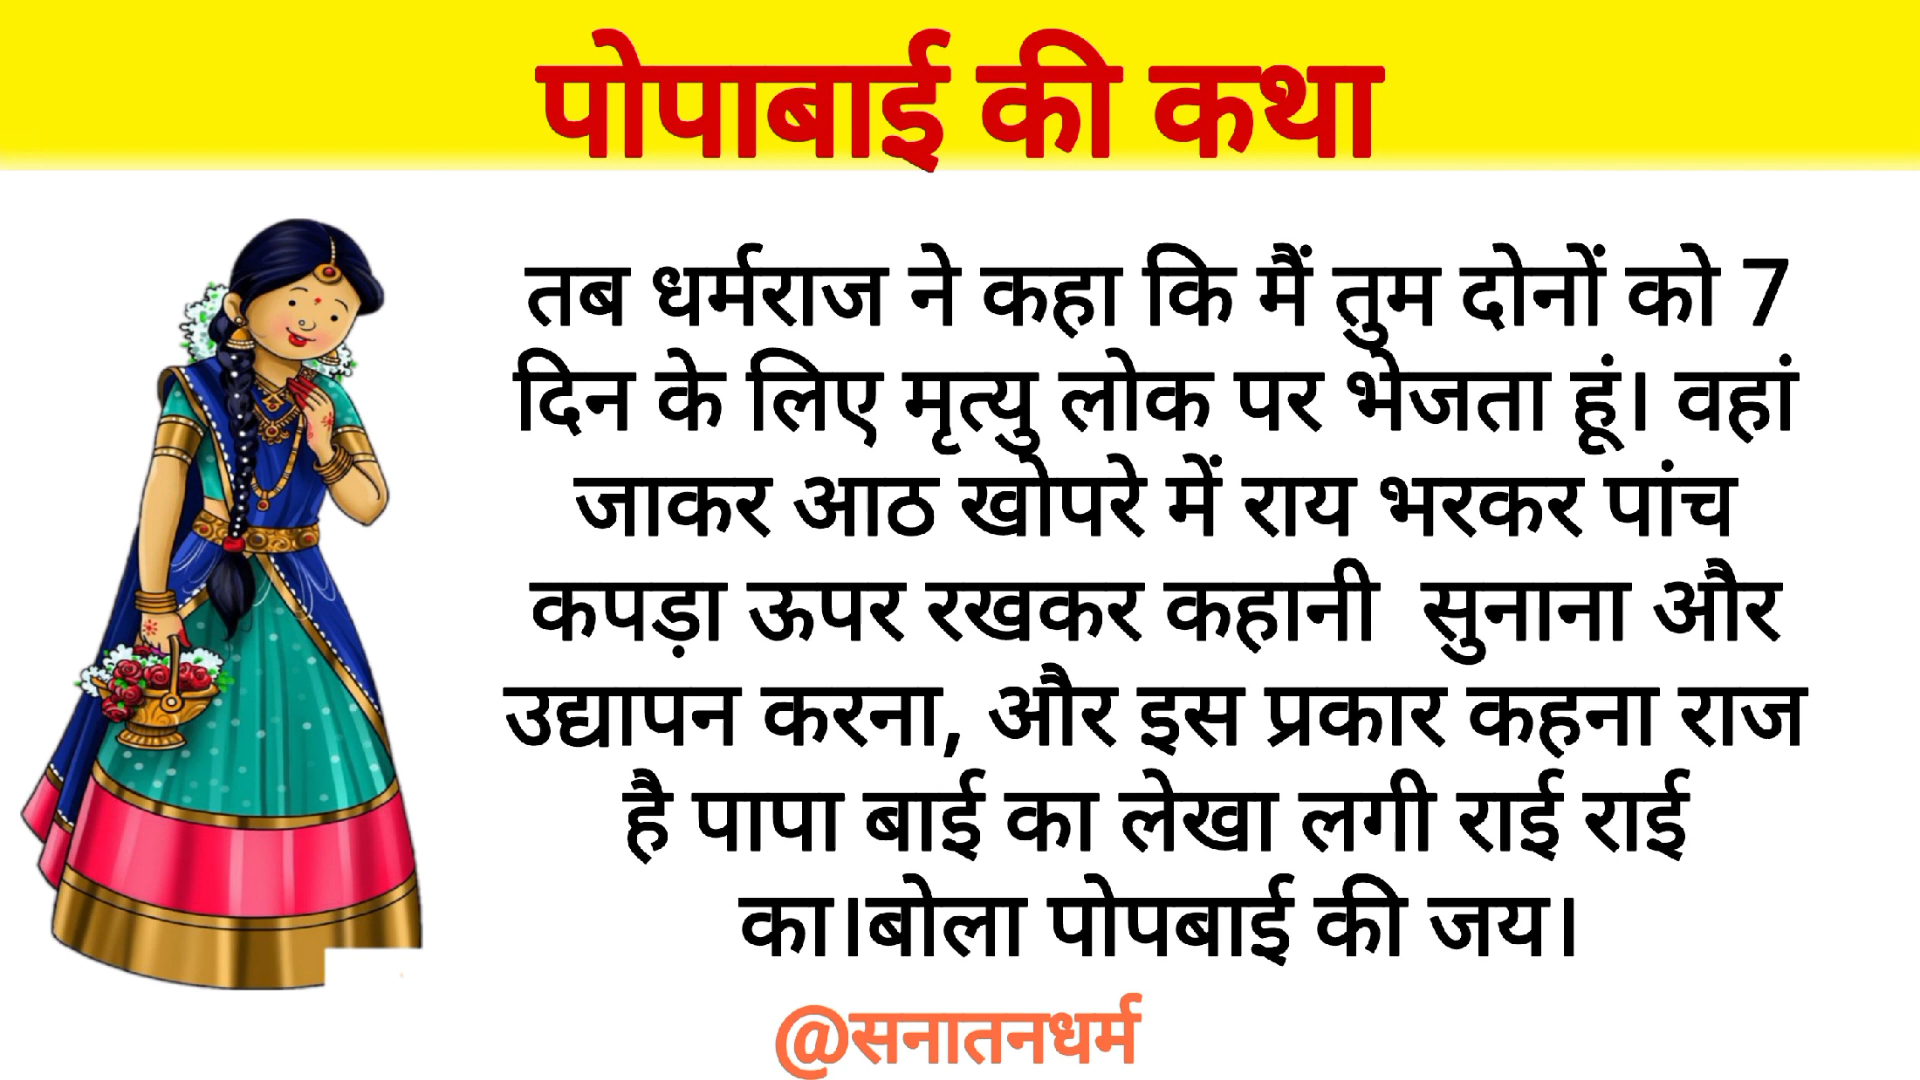 पोपाबाई की कथा
तब धर्मराज ने कहा कि मैं तुम दोनों को 7
दिन के लिए मृत्यु लोक पर भेजता हूं। वहां
जाकर आठ खोपरे में राय भरकर पांच
कपड़ा ऊपर रखकर कहानी  सुनाना और
उद्यापन करना, और इस प्रकार कहना राज
है पापा बाई का लेखा लगी राई राई
का।बोला पोपबाई की जय।
@सनातनधर्म